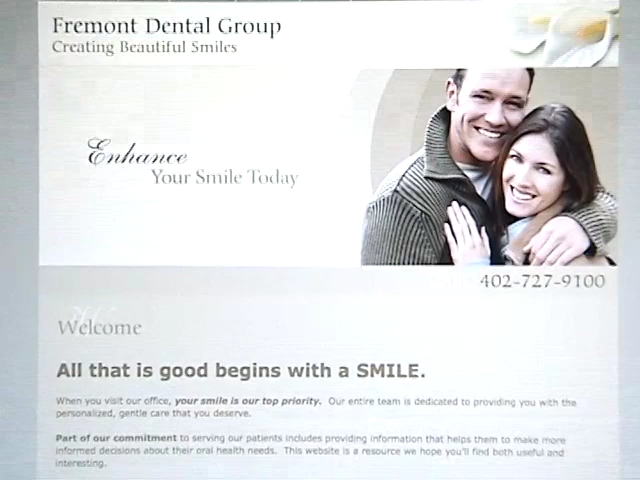 Fremont Dental Group
Creating Beautiful Smiles
Enhance
Your Smile Today
402-727-9100
Welcome
All that is good begins with a SMILE.
When you visit our office, your smile is our top priority. Our entire team is dedicated to providing you with the
personalized, gentle care that you deserve.
Part of our commitment to serving our patients includes providing information that helps them to make more
informed decisions about their oral health needs. This website is a resource we hope you'll find both useful and
interesting.